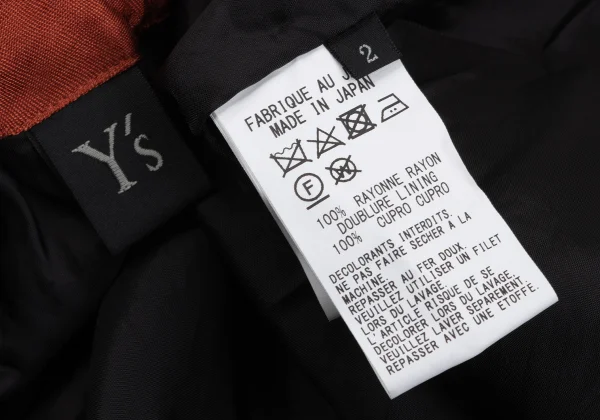 Y's
2
FABRIQUE AU J
MADE IN JAPAN
F
W
100% RAYONNE RAYON
DOUBLURE LINING
100% CUPRO CUPRO
DECOLORANTS INTERDITS.
NE PAS FAIRE SECHER À LA
MACHINE.
REPASSER AU FER DOUX.
VEUILLEZ UTILISER UN FILET
LORS DU LAVAGE.
L'ARTICLE RISQUE DE SE
DECOLORER LORS DU LAVAGE.
VEUILLEZ LAVER SEPAREMENT.
REPASSER AVEC UNE ETOFFE.